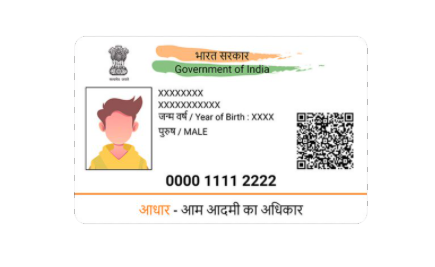 भारत सरकार
Government of India
XXXXXXXX
XXXXXXXXXXX
जन्म वर्ष / Year of Birth : XXXX
पुरुष / MALE
0000 1111 2222
आधार - आम आदमी का अधिकार